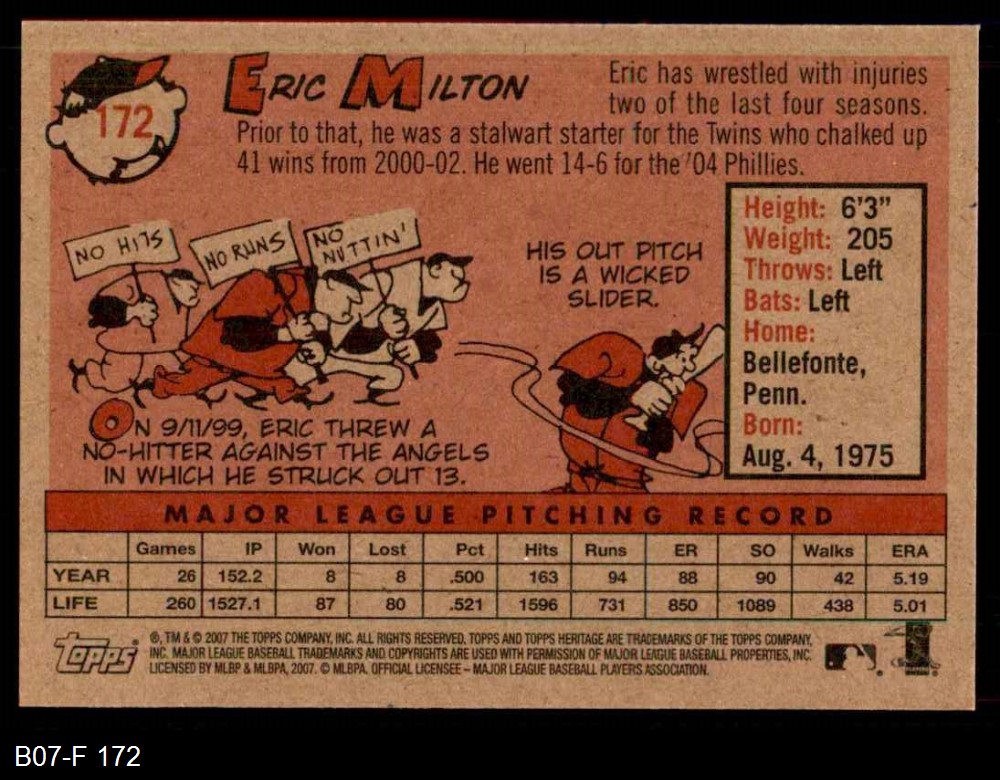 172
ERIC MILTON
Eric has wrestled with injuries
two of the last four seasons.
Prior to that, he was a stalwart starter for the Twins who chalked up
41 wins from 2000-02. He went 14-6 for the '04 Phillies.
NO HITS
NO RUNS
NO
NUTTIN'
HIS OUT PITCH
IS A WICKED
SLIDER.
ON 9/11/99, ERIC THREW A
NO-HITTER AGAINST THE ANGELS
IN WHICH HE STRUCK OUT 13.
Height: 6'3"
Weight: 205
Throws: Left
Bats: Left
Home:
Bellefonte,
Penn.
Born:
Aug. 4, 1975
MAJOR LEAGUE PITCHING RECORD
Games IP Won Lost Pct Hits Runs ER SO Walks ERA
YEAR 26 152.2 8 8 .500 163 94 88 90 42 5.19
LIFE 260 1527.1 87 80 .521 1596 731 850 1089 438 5.01
Topps
®, TM & © 2007 THE TOPPS COMPANY, INC. ALL RIGHTS RESERVED. TOPPS AND TOPPS HERITAGE ARE TRADEMARKS OF THE TOPPS COMPANY,
INC. MAJOR LEAGUE BASEBALL TRADEMARKS AND COPYRIGHTS ARE USED WITH PERMISSION OF MAJOR LEAGUE BASEBALL PROPERTIES, INC.
LICENSED BY MLBP & MLBPA, 2007. © MLBPA. OFFICIAL LICENSEE – MAJOR LEAGUE BASEBALL PLAYERS ASSOCIATION.
B07-F 172